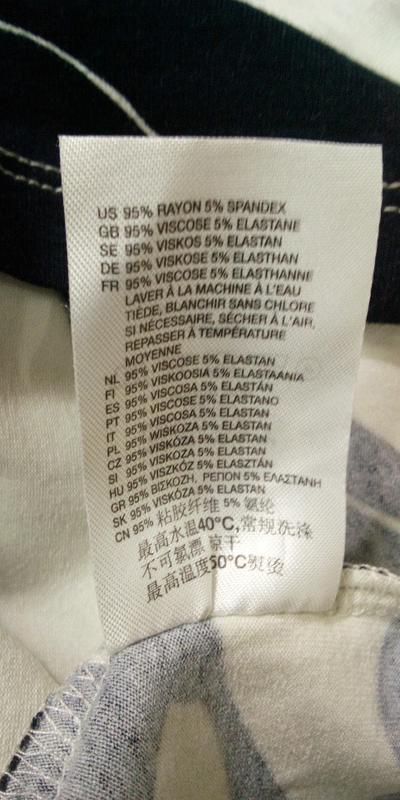 US 95% RAYON 5% SPANDEX
GB 95% VISCOSE 5% ELASTANE
SE 95% VISKOS 5% ELASTAN
DE 95% VISKOSE 5% ELASTHAN
FR 95% VISCOSE 5% ELASTHANNE
LAVER À LA MACHINE À L'EAU
TIÈDE, BLANCHIR SANS CHLORE
SI NÉCESSAIRE, SÉCHER À L'AIR,
REPASSER À TEMPÉRATURE
MOYENNE
NL 95% VISCOSE 5% ELASTAN
FI 95% VISKOOSIA 5% ELASTAANIA
ES 95% VISCOSA 5% ELASTÁN
PT 95% VISCOSE 5% ELASTANO
IT 95% VISCOSA 5% ELASTAN
PL 95% WISKOZA 5% ELASTAN
CZ 95% VISKÓZA 5% ELASTAN
SI 95% VISKÓZA 5% ELASTAN
HU 95% VISZKÓZ 5% ELASZTÁN
GR 95% ΒΙΣΚΟΖΗ, ΡΕΠΟΝ 5% ΕΛΑΣΤΑΝΗ
SK 95% VISKÓZA 5% ELASTAN
CN 95% 粘胶纤维 5% 氨纶
最高水温40°C,常规洗涤
不可氯漂 晾干
最高温度50°C熨烫